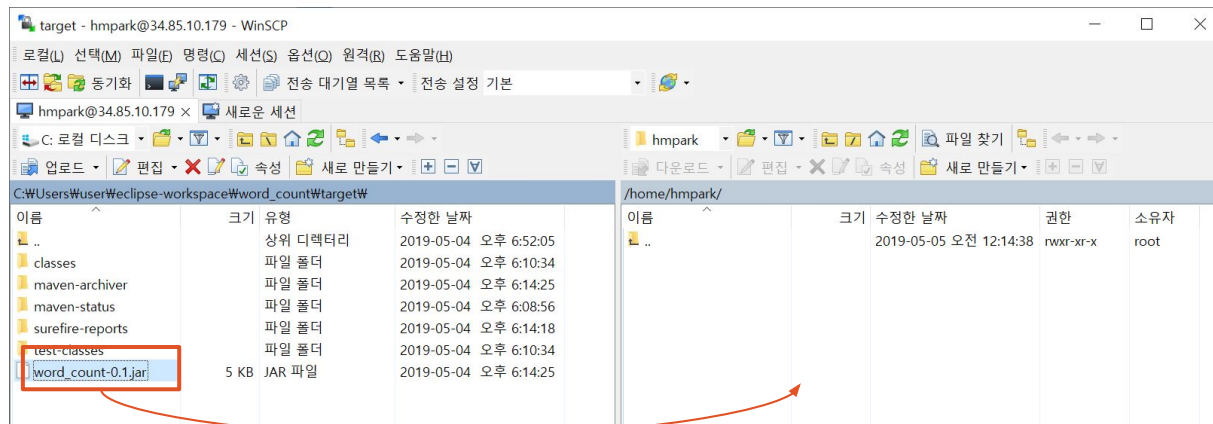 target - hmpark@34.85.10.179 - WinSCP
로컬(L) 선택(M) 파일(F) 명령(C) 세션(S) 옵션(O) 원격(R) 도움말(H)
동기화 전송 대기열 목록 전송 설정 기본
hmpark@34.85.10.179 × 새로운 세션
C: 로컬 디스크 hmpark 파일 찾기
업로드 편집 속성 새로 만들기 다운로드 편집 속성 새로 만들기
C:₩Users₩user₩eclipse-workspace₩word_count₩target₩ /home/hmpark/
이름 크기 유형 수정한 날짜 이름 크기 수정한 날짜 권한 소유자
.. 상위 디렉터리 2019-05-04 오후 6:52:05 .. 2019-05-05 오전 12:14:38 rwxr-xr-x root
classes 파일 폴더 2019-05-04 오후 6:10:34
maven-archiver 파일 폴더 2019-05-04 오후 6:14:25
maven-status 파일 폴더 2019-05-04 오후 6:08:56
surefire-reports 파일 폴더 2019-05-04 오후 6:14:18
test-classes 파일 폴더 2019-05-04 오후 6:10:34
word_count-0.1.jar 5 KB JAR 파일 2019-05-04 오후 6:14:25